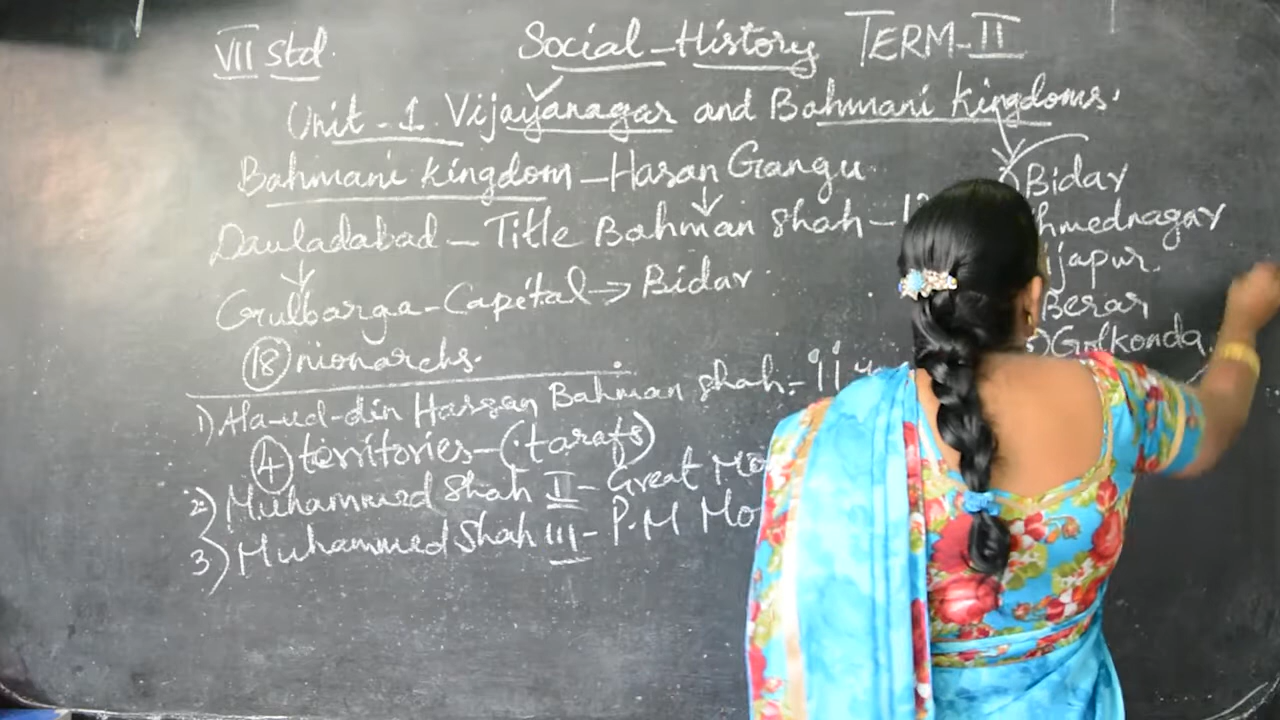 VII std. Social-History TERM-II
Unit-1 Vijayanagar and Bahmani kingdoms.
Bahmani kingdom - Hasan Gangu
Bidar
Dauladabad - Title Bahman shah -
hmednagar
ijapur.
Gulbarga - Capital → Bidar
Berar
Golkonda.
18 monarchs.
1) Ala-ud-din Hassan Bahman shah -
4 territories - (tarafs)
2) Muhammed Shah II - Great Mo
3) Muhammed Shah III - P.M Mo